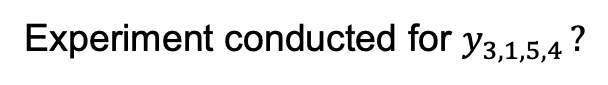 Experiment conducted for y₃,₁,₅,₄ ?